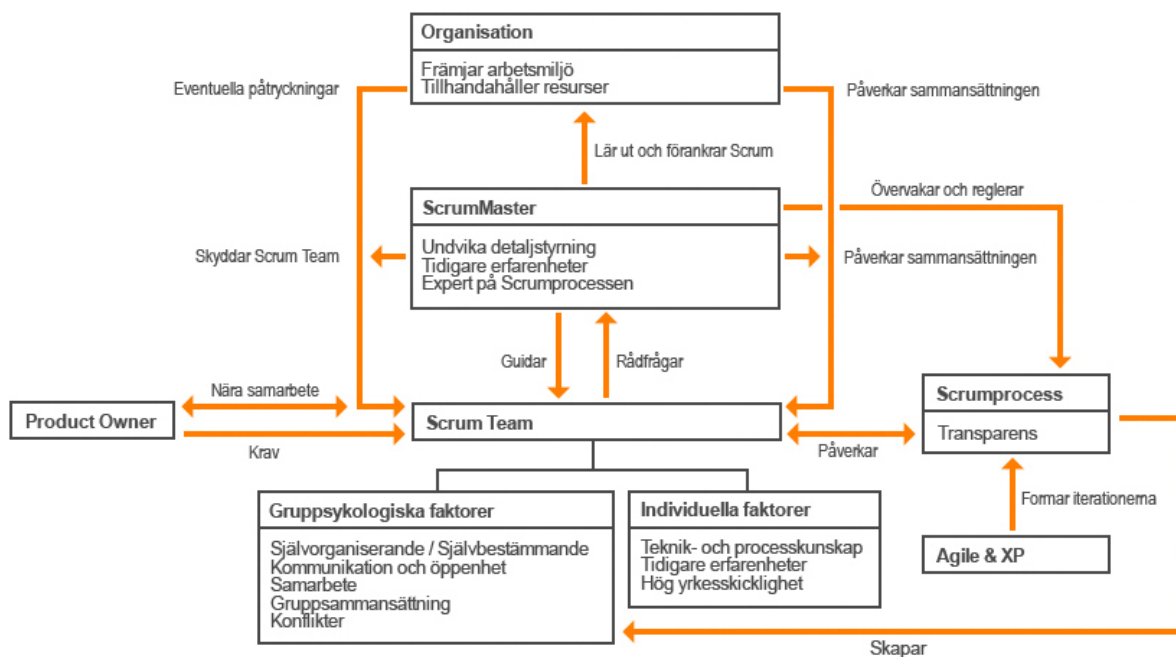 Organisation
Främjar arbetsmiljö
Tillhandahåller resurser
Eventuella påtryckningar
Påverkar sammansättningen
Lär ut och förankrar Scrum
Övervakar och reglerar
ScrumMaster
Undvika detaljstyrning
Tidigare erfarenheter
Expert på Scrumprocessen
Skyddar Scrum Team
Påverkar sammansättningen
Guidar
Rådfrågar
Nära samarbete
Product Owner
Krav
Scrum Team
Påverkar
Scrumprocess
Transparens
Formar iterationerna
Agile & XP
Gruppsykologiska faktorer
Självorganiserande / Självbestämmande
Kommunikation och öppenhet
Samarbete
Gruppsammansättning
Konflikter
Individuella faktorer
Teknik- och processkunskap
Tidigare erfarenheter
Hög yrkesskicklighet
Skapar